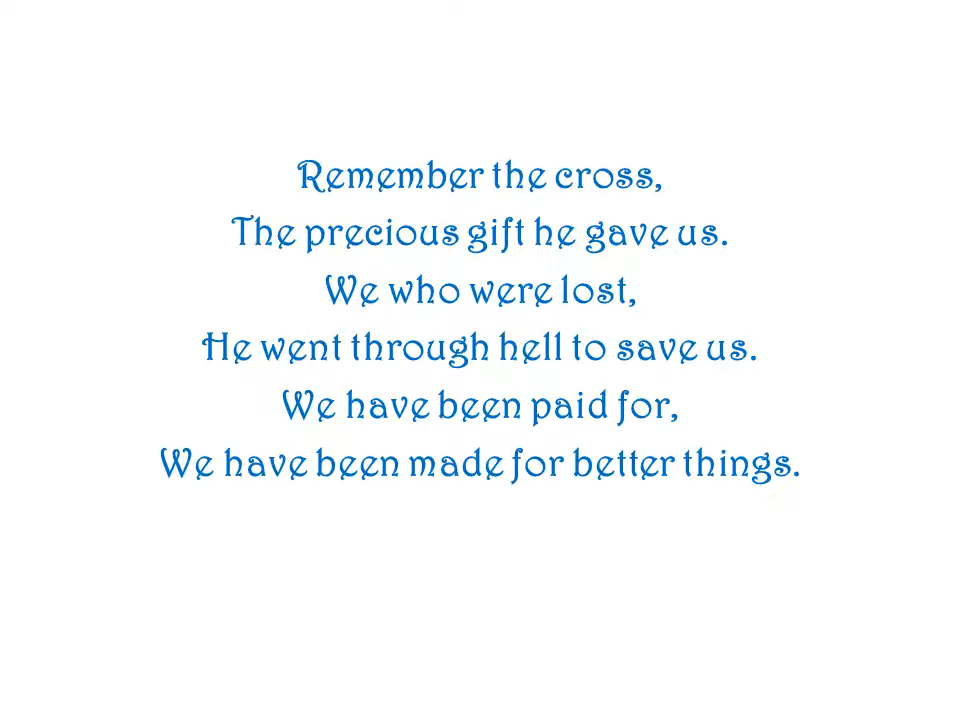 Remember the cross,
The precious gift he gave us.
We who were lost,
He went through hell to save us.
We have been paid for,
We have been made for better things.